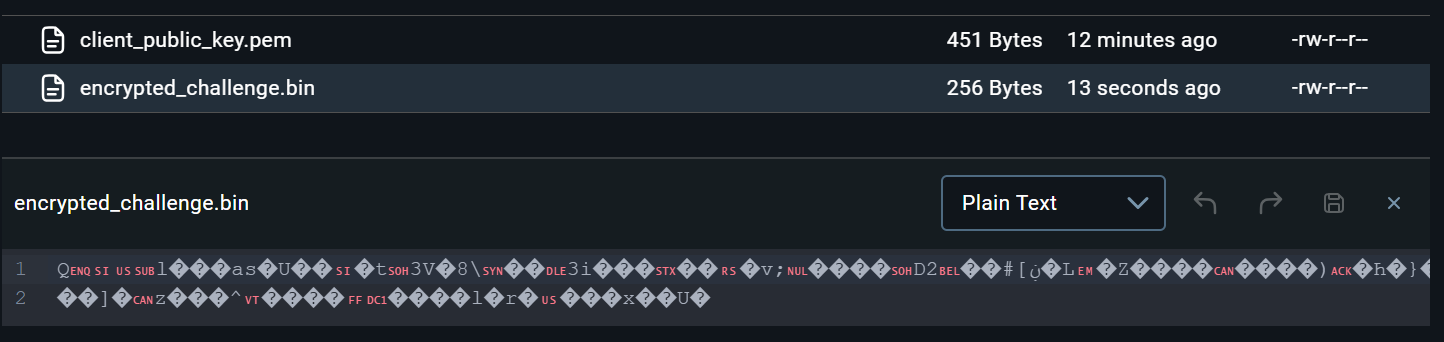 client_public_key.pem 451 Bytes 12 minutes ago -rw-r--r--
encrypted_challenge.bin 256 Bytes 13 seconds ago -rw-r--r--
encrypted_challenge.bin Plain Text
1 QENQSIUSSUBl���as�U��SI�tSOH3V�8\SYN��DLE3i���STX��RS�v;NUL����SOHD2BEL��#[ن�LEM�Z����CAN����)ACK�ħ�}�
2 ��]�CANz���^VT����FFDC1����l�r�US���x��U�